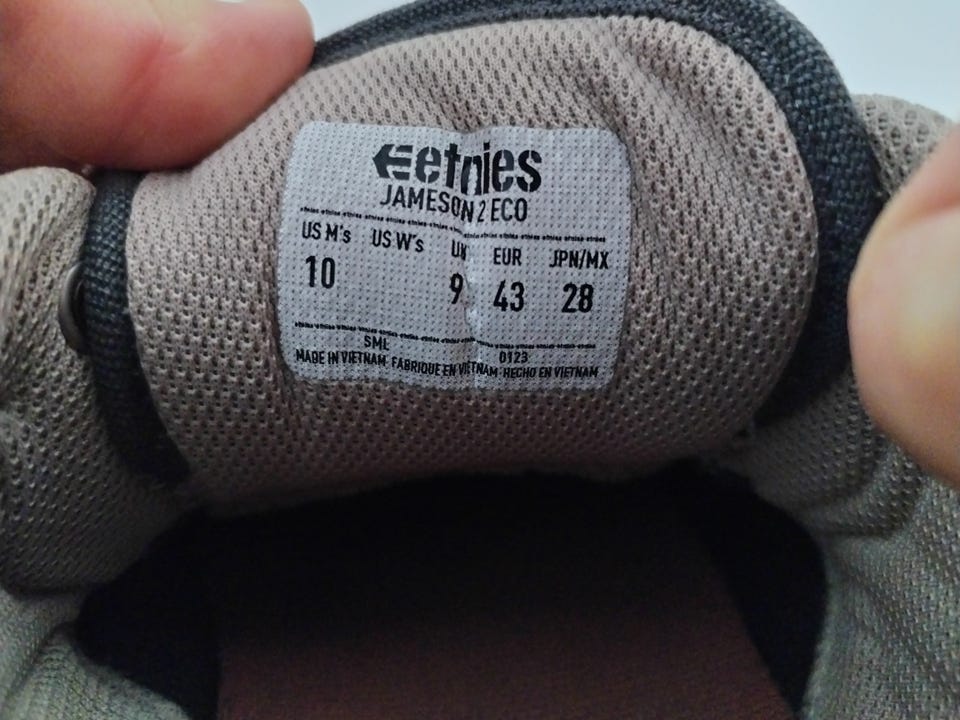 etnies
JAMESON 2 ECO
US M's US W's UK EUR JPN/MX
10 9 43 28
SML 0123
MADE IN VIETNAM FABRIQUE EN VIETNAM HECHO EN VIETNAM